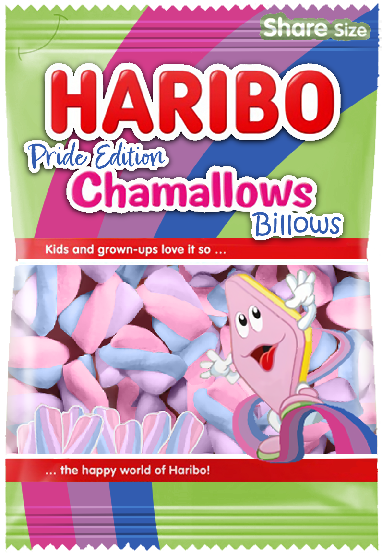 Share Size
HARIBO
Pride Edition
Chamallows
Billows
Kids and grown-ups love it so ...
... the happy world of Haribo!